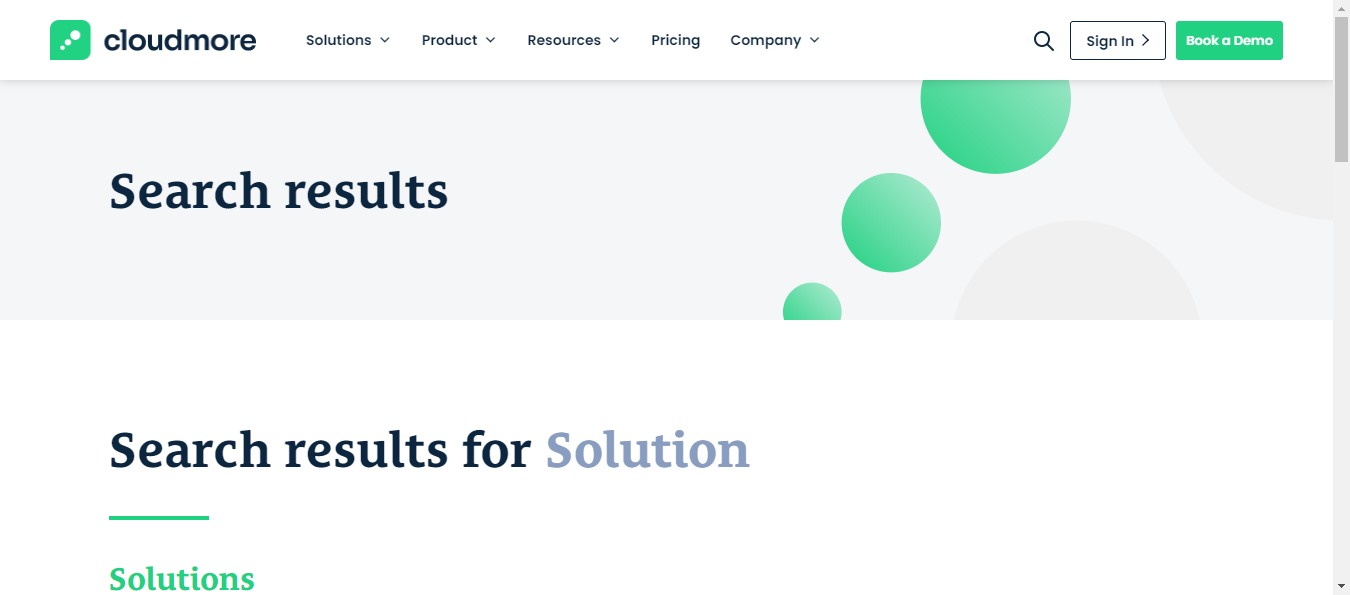 cloudmore
Solutions
Product
Resources
Pricing
Company
Sign In
Book a Demo
Search results
Search results for Solution
Solutions